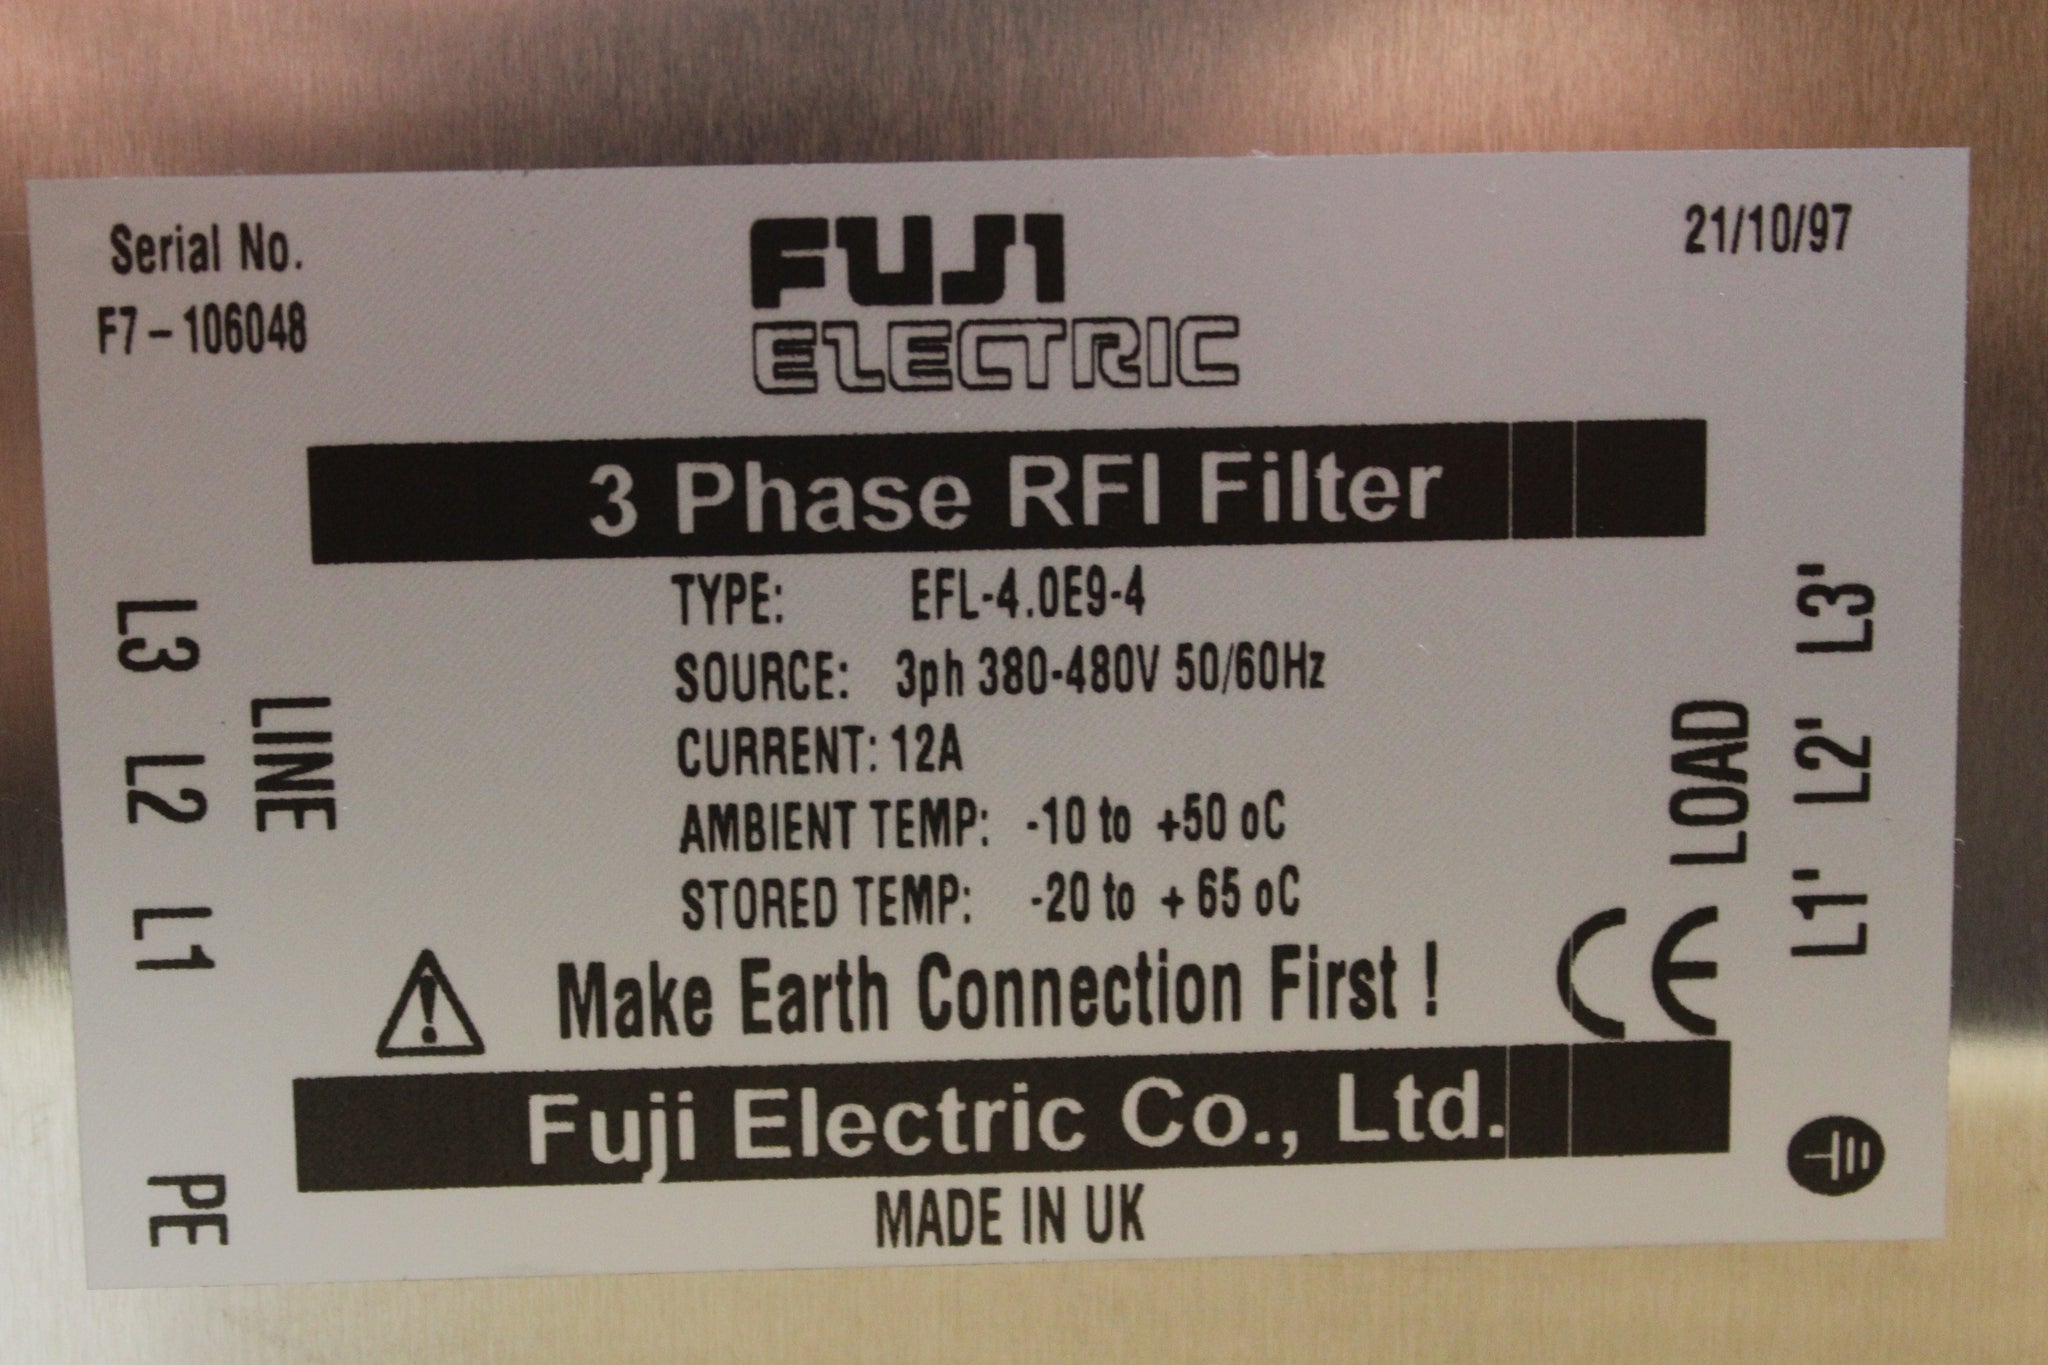 Serial No.
F7 – 106048
FUJI
ELECTRIC
21/10/97
3 Phase RFI Filter
TYPE: EFL-4.0E9-4
SOURCE: 3ph 380-480V 50/60Hz
CURRENT: 12A
AMBIENT TEMP: -10 to +50 oC
STORED TEMP: -20 to + 65 oC
Make Earth Connection First !
CE
Fuji Electric Co., Ltd.
MADE IN UK
L3 L2 L1 PE
LINE
LOAD
L1' L2' L3'